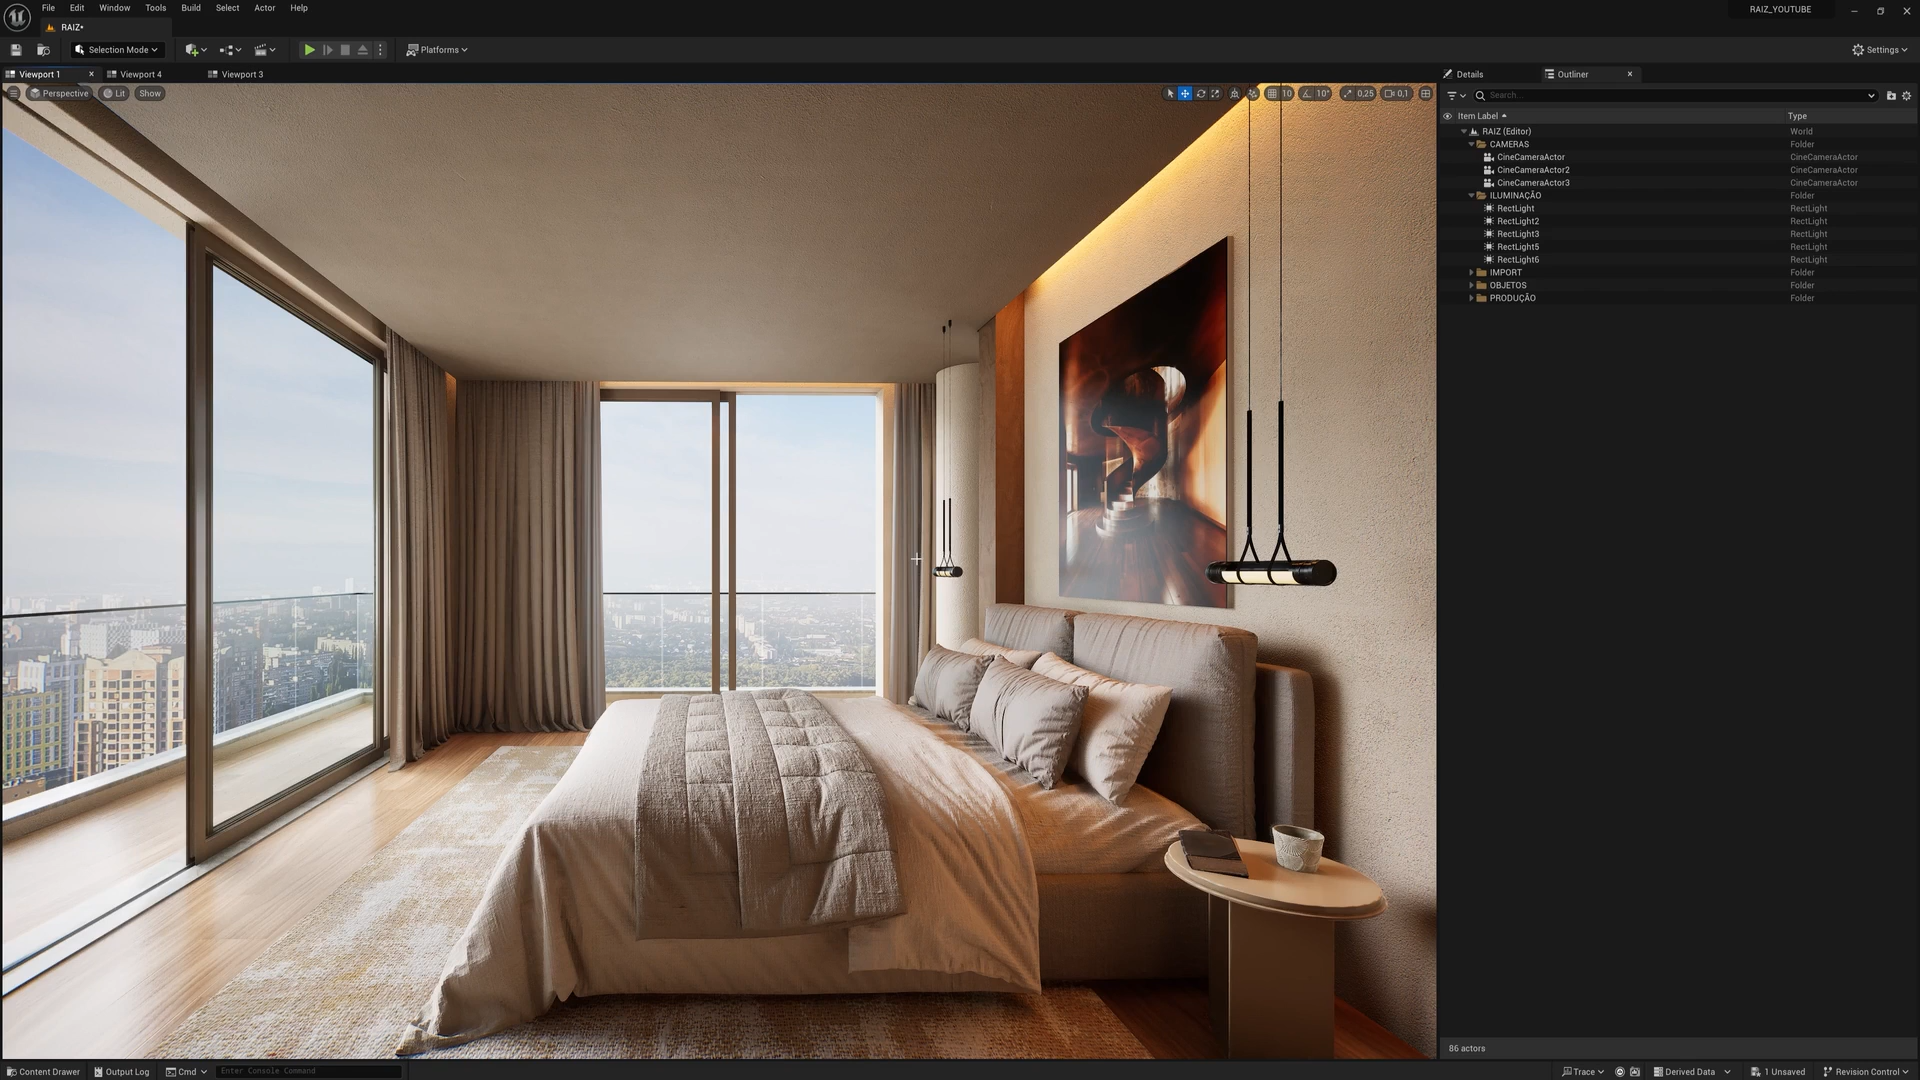 File Edit Window Tools Build Select Actor Help
RAIZ_YOUTUBE
RAIZ•
Selection Mode
Platforms
Settings
Viewport 1
Viewport 4
Viewport 3
Details
Outliner
Perspective
Lit
Show
10
10°
0,25
0,1
Search...
Item Label
Type
RAIZ (Editor) World
CAMERAS Folder
CineCameraActor CineCameraActor
CineCameraActor2 CineCameraActor
CineCameraActor3 CineCameraActor
ILUMINAÇÃO Folder
RectLight RectLight
RectLight2 RectLight
RectLight3 RectLight
RectLight5 RectLight
RectLight6 RectLight
IMPORT Folder
OBJETOS Folder
PRODUÇÃO Folder
86 actors
Content Drawer
Output Log
Cmd
Enter Console Command
Trace
Derived Data
1 Unsaved
Revision Control